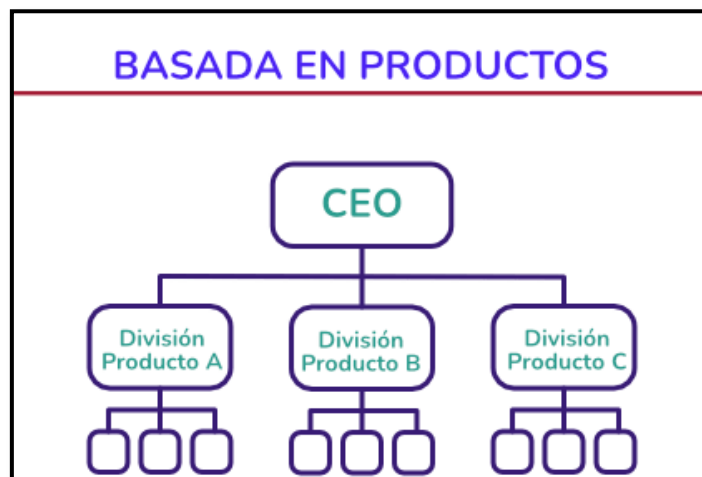 BASADA EN PRODUCTOS
CEO
División
Producto A
División
Producto B
División
Producto C